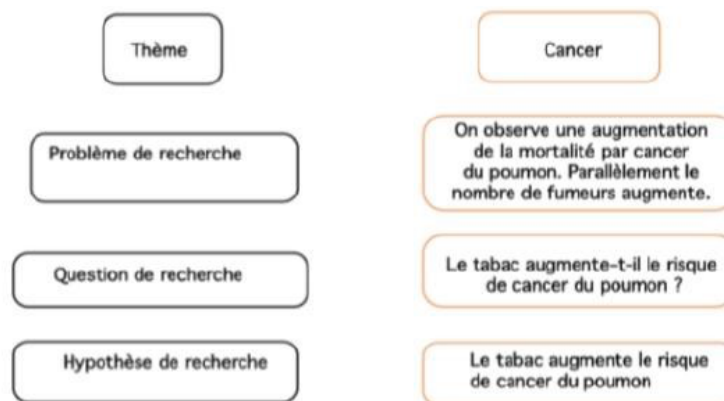 Thème
Cancer
Problème de recherche
On observe une augmentation
de la mortalité par cancer
du poumon. Parallèlement le
nombre de fumeurs augmente.
Question de recherche
Le tabac augmente-t-il le risque
de cancer du poumon ?
Hypothèse de recherche
Le tabac augmente le risque
de cancer du poumon